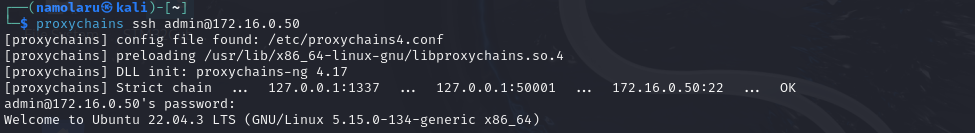 ┌──(namolaru㉿kali)-[~]
└─$ proxychains ssh admin@172.16.0.50
[proxychains] config file found: /etc/proxychains4.conf
[proxychains] preloading /usr/lib/x86_64-linux-gnu/libproxychains.so.4
[proxychains] DLL init: proxychains-ng 4.17
[proxychains] Strict chain  ...  127.0.0.1:1337  ...  127.0.0.1:50001  ...  172.16.0.50:22  ...  OK
admin@172.16.0.50's password:
Welcome to Ubuntu 22.04.3 LTS (GNU/Linux 5.15.0-134-generic x86_64)